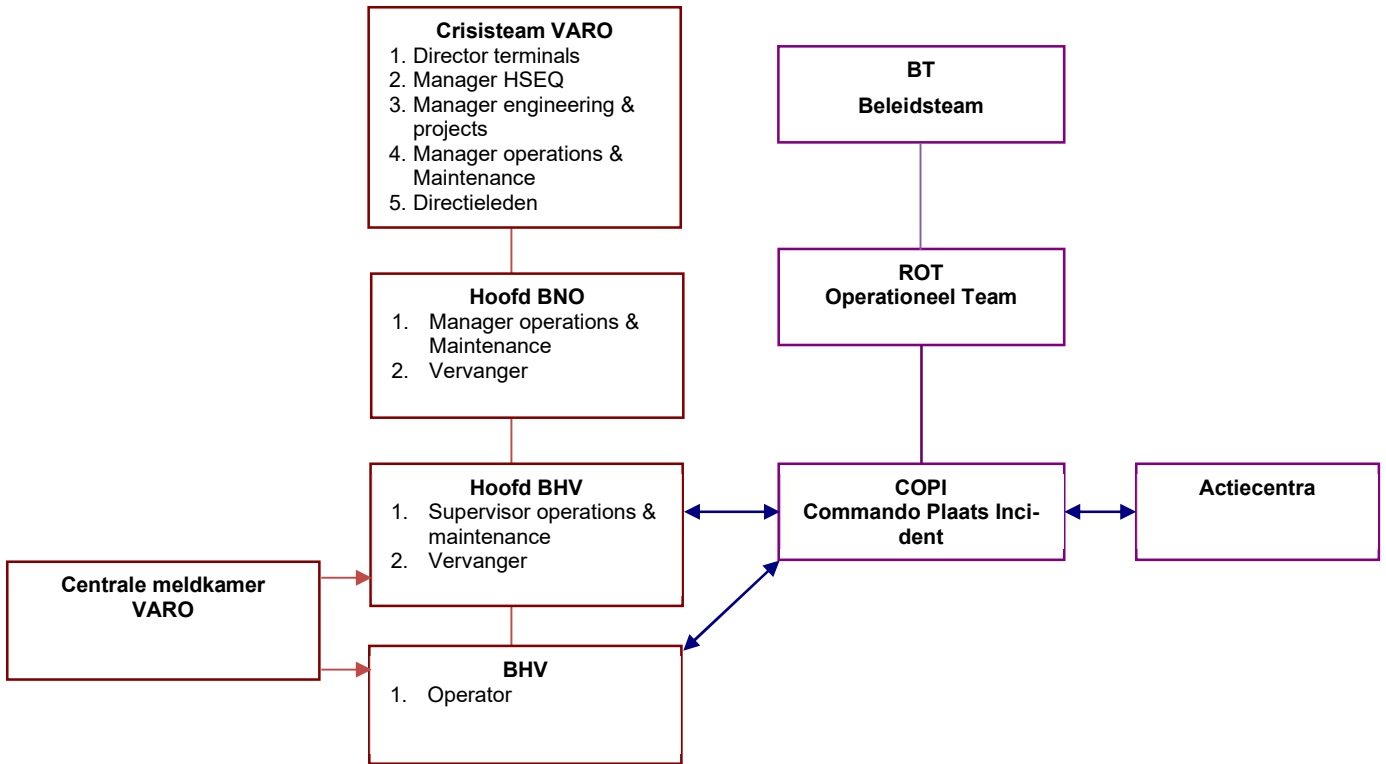 Crisisteam VARO
1. Director terminals
2. Manager HSEQ
3. Manager engineering &
projects
4. Manager operations &
Maintenance
5. Directieleden
BT
Beleidsteam
Hoofd BNO
1. Manager operations &
Maintenance
2. Vervanger
ROT
Operationeel Team
Hoofd BHV
1. Supervisor operations &
maintenance
2. Vervanger
COPI
Commando Plaats Inci-
dent
Actiecentra
Centrale meldkamer
VARO
BHV
1. Operator